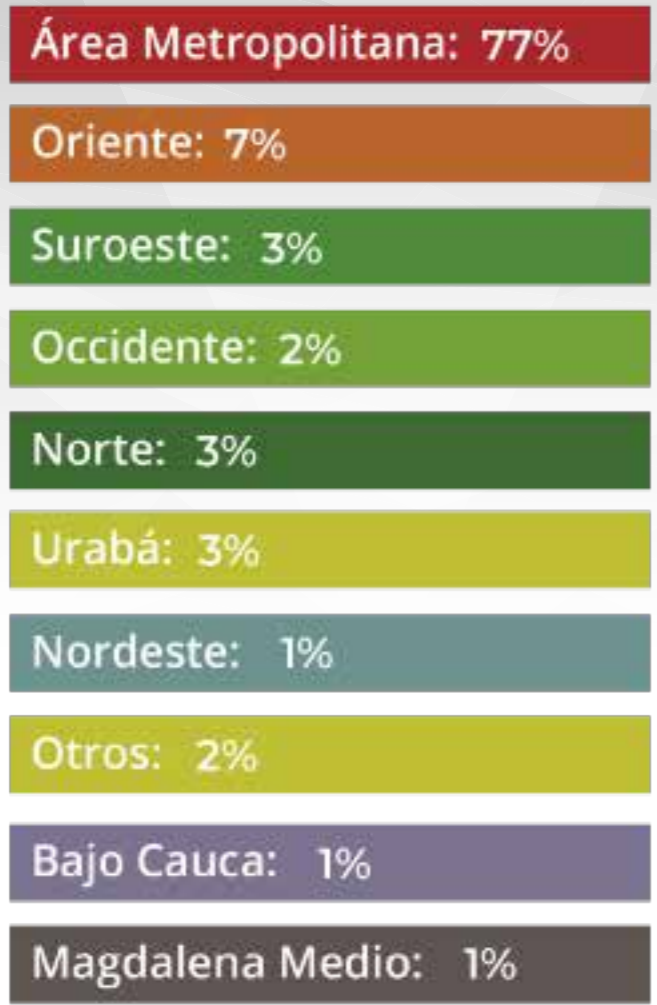 Área Metropolitana: 77%
Oriente: 7%
Suroeste: 3%
Occidente: 2%
Norte: 3%
Urabá: 3%
Nordeste: 1%
Otros: 2%
Bajo Cauca: 1%
Magdalena Medio: 1%